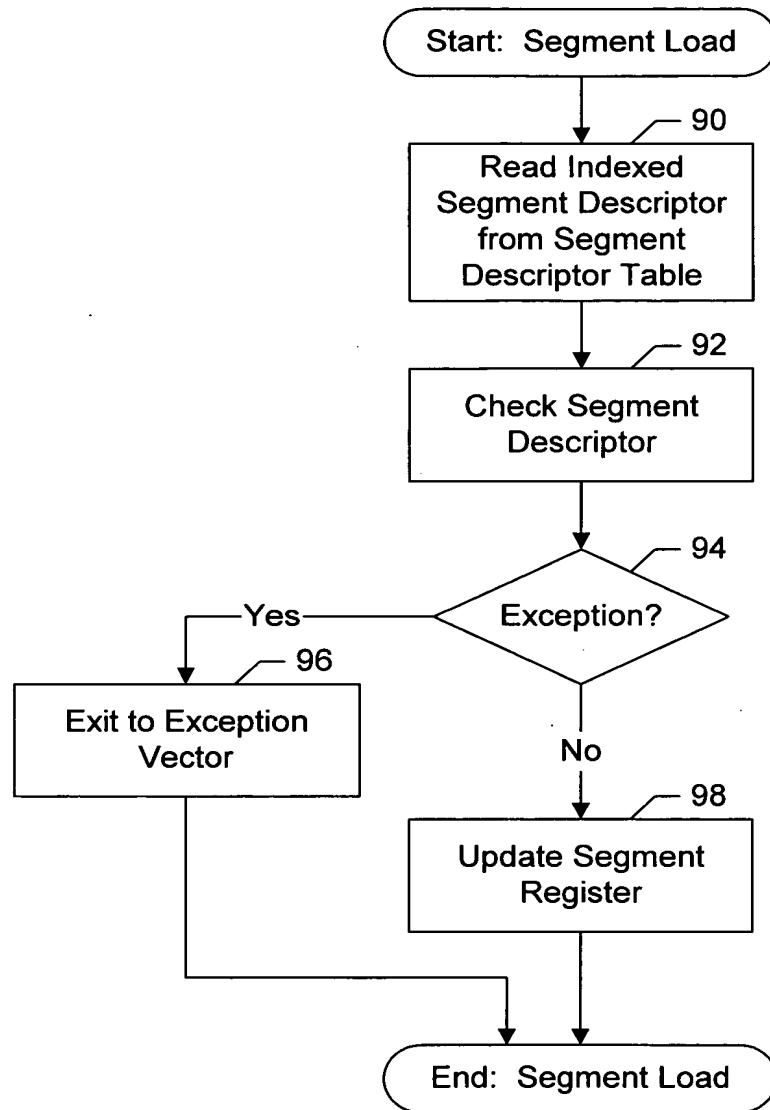 Start: Segment Load
90
Read Indexed
Segment Descriptor
from Segment
Descriptor Table
92
Check Segment
Descriptor
94
Exception?
Yes
96
Exit to Exception
Vector
No
98
Update Segment
Register
End: Segment Load